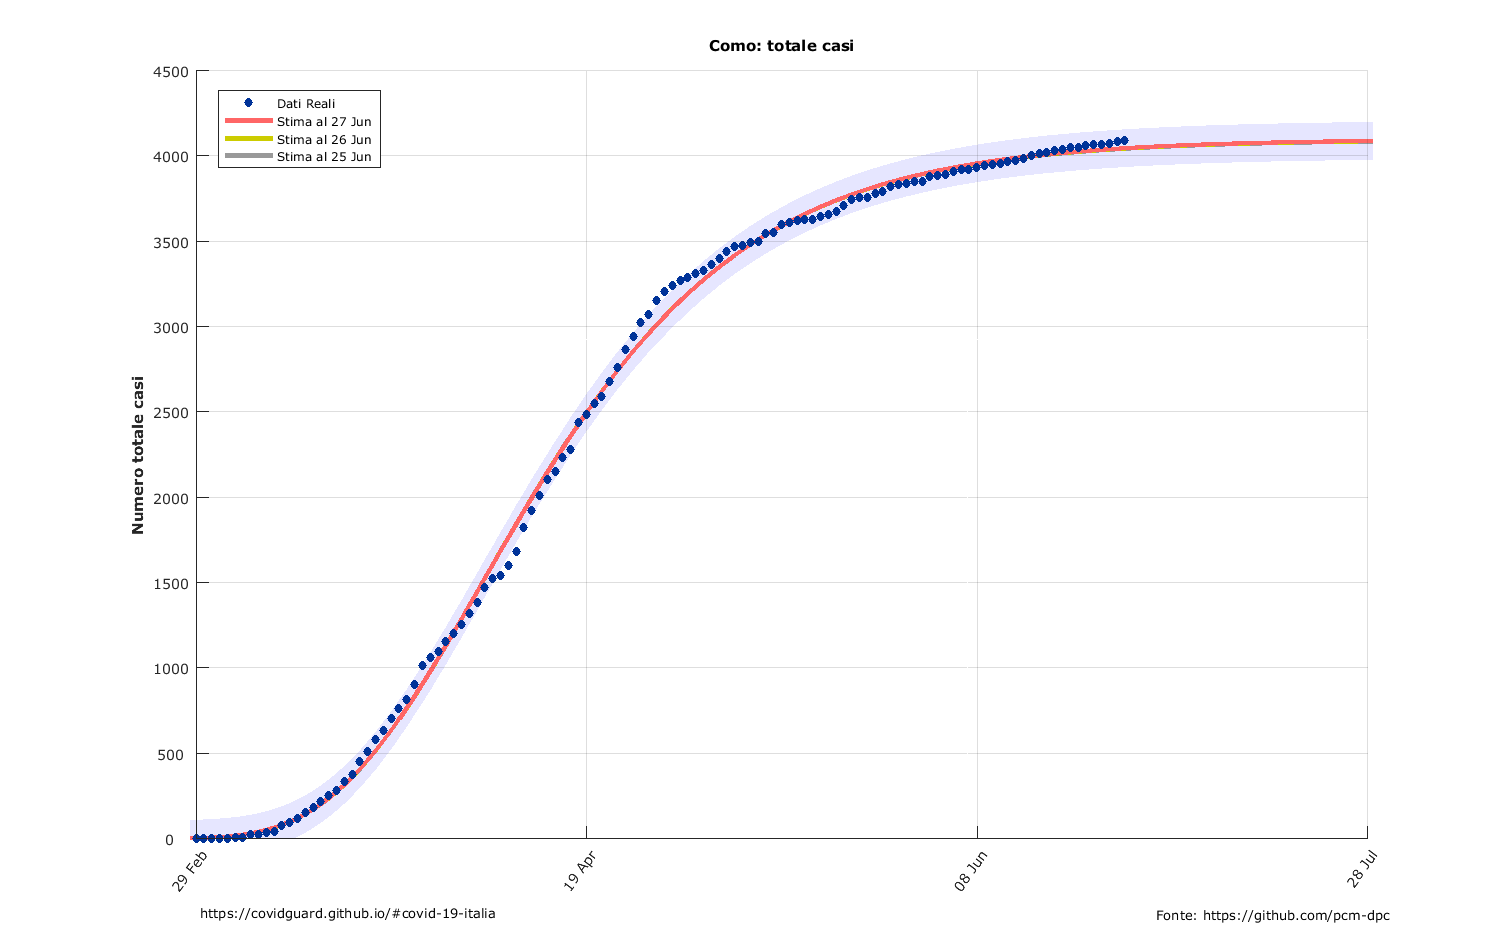 Como: totale casi
4500
4000
3500
3000
2500
2000
1500
1000
500
0
Numero totale casi
Dati Reali
Stima al 27 Jun
Stima al 26 Jun
Stima al 25 Jun
29 Feb
19 Apr
08 Jun
28 Jul
https://covidguard.github.io/#covid-19-italia
Fonte: https://github.com/pcm-dpc